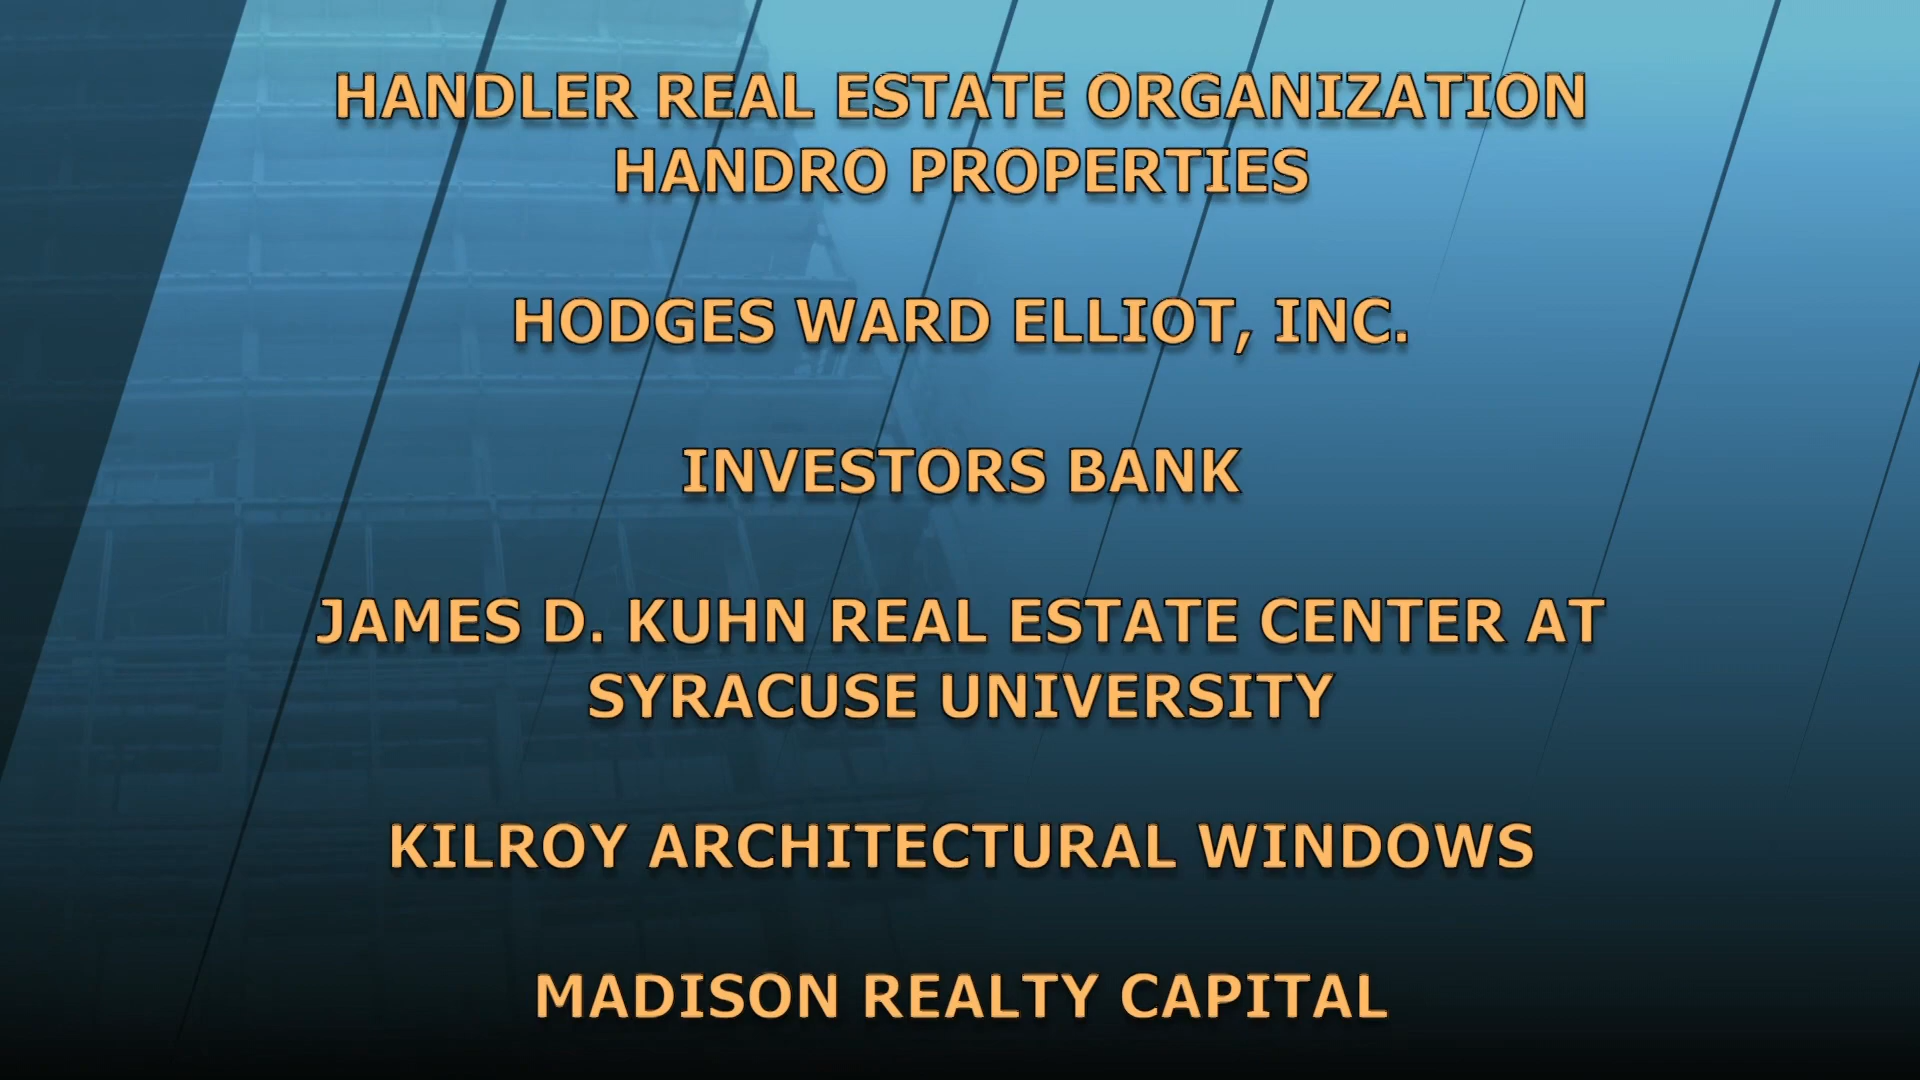 HANDLER REAL ESTATE ORGANIZATION
HANDRO PROPERTIES
HODGES WARD ELLIOT, INC.
INVESTORS BANK
JAMES D. KUHN REAL ESTATE CENTER AT
SYRACUSE UNIVERSITY
KILROY ARCHITECTURAL WINDOWS
MADISON REALTY CAPITAL